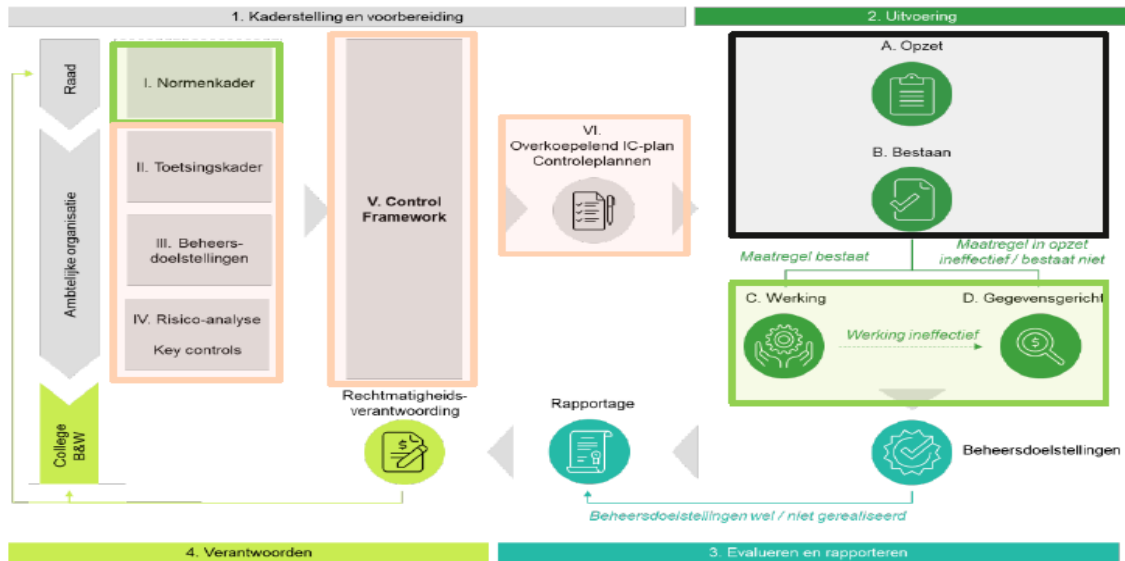 1. Kaderstelling en voorbereiding
2. Uitvoering
Raad
I. Normenkader
Ambtelijke organisatie
II. Toetsingskader
III. Beheers-
doelstellingen
IV. Risico-analyse
Key controls
V. Control
Framework
VI.
Overkoepelend IC-plan
Controleplannen
A. Opzet
B. Bestaan
Maatregel bestaat
Maatregel in opzet
ineffectief / bestaat niet
C. Werking
D. Gegevensgericht
Werking ineffectief
College
B&W
Rechtmatigheids-
verantwoording
Rapportage
Beheersdoelstellingen
Beheersdoelstellingen wel / niet gerealiseerd
4. Verantwoorden
3. Evalueren en rapporteren